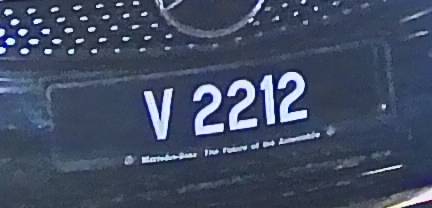 V 2212
Mercedes-Benz The Future of the Automobile